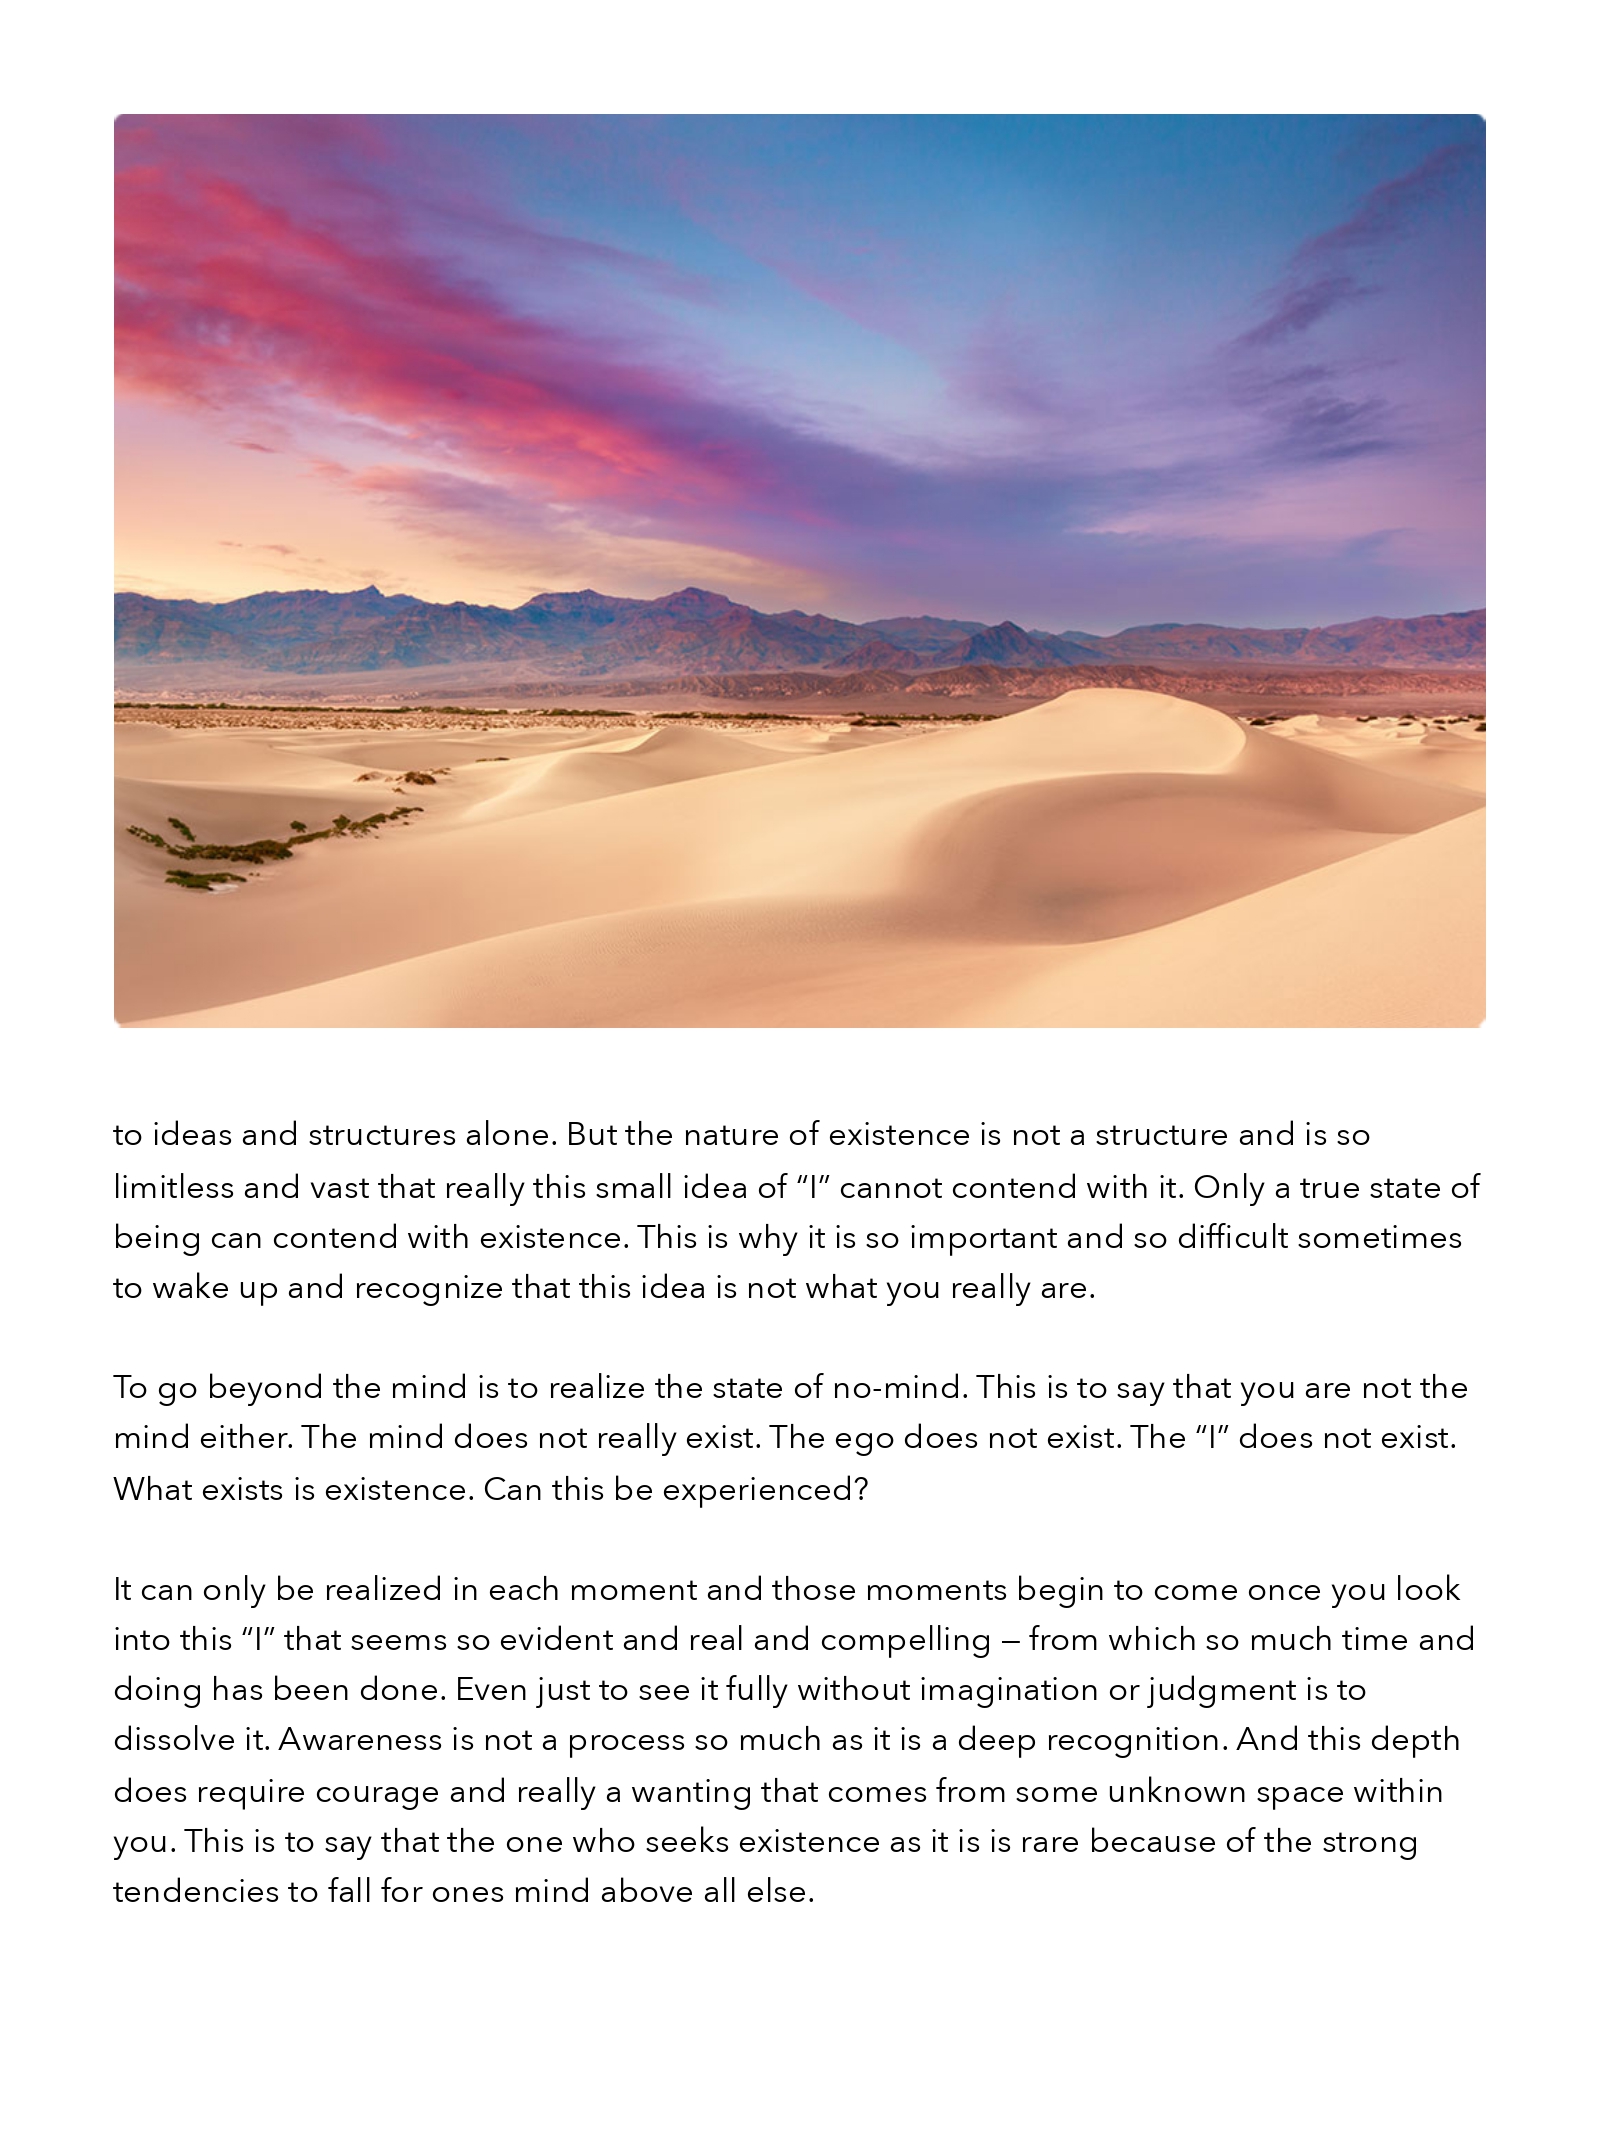 to ideas and structures alone. But the nature of existence is not a structure and is so
limitless and vast that really this small idea of “I” cannot contend with it. Only a true state of
being can contend with existence. This is why it is so important and so difficult sometimes
to wake up and recognize that this idea is not what you really are.
To go beyond the mind is to realize the state of no-mind. This is to say that you are not the
mind either. The mind does not really exist. The ego does not exist. The “I” does not exist.
What exists is existence. Can this be experienced?
It can only be realized in each moment and those moments begin to come once you look
into this “I” that seems so evident and real and compelling – from which so much time and
doing has been done. Even just to see it fully without imagination or judgment is to
dissolve it. Awareness is not a process so much as it is a deep recognition. And this depth
does require courage and really a wanting that comes from some unknown space within
you. This is to say that the one who seeks existence as it is is rare because of the strong
tendencies to fall for ones mind above all else.